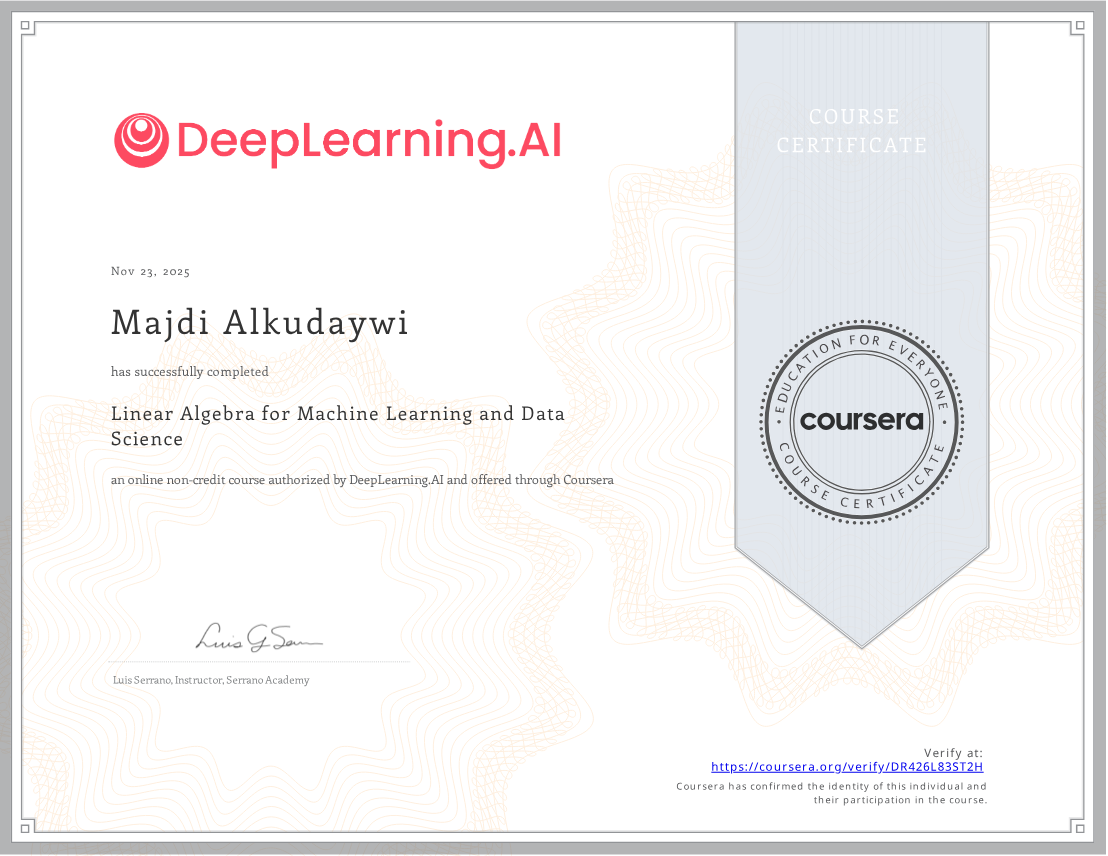 DeepLearning.AI
COURSE
CERTIFICATE
Nov 23, 2025
Majdi Alkudaywi
has successfully completed
Linear Algebra for Machine Learning and Data
Science
an online non-credit course authorized by DeepLearning.AI and offered through Coursera
EDUCATION FOR EVERYONE
coursera
COURSE CERTIFICATE
Luis G Serrano
Luis Serrano, Instructor, Serrano Academy
Verify at:
https://coursera.org/verify/DR426L83ST2H
Coursera has confirmed the identity of this individual and
their participation in the course.